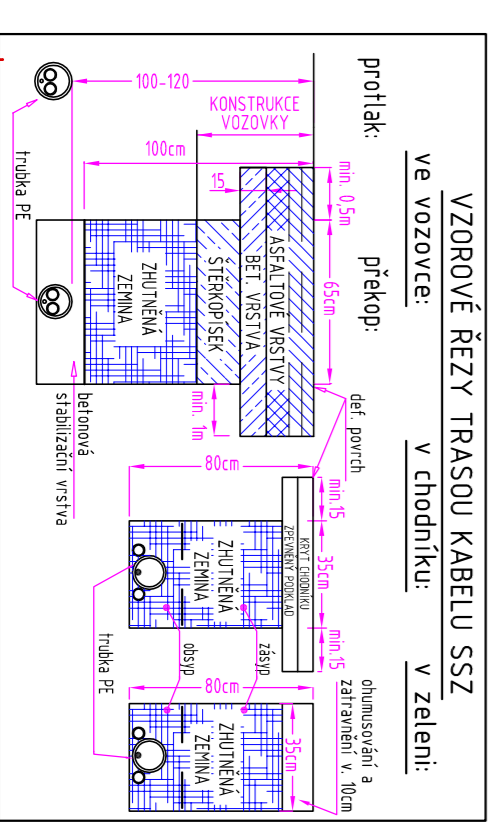 VZOROVÉ ŘEZY TRASOU KABELU SSZ
ve vozovce:
v chodníku:
v zeleni:
protlak:
překop:
100-120
KONSTRUKCE
VOZOVKY
100cm
15
min. 0,5m
65cm
min. 1m
ASFALTOVÉ VRSTVY
BET. VRSTVA
ŠTĚRKOPÍSEK
ZHUTNĚNÁ
ZEMINA
trubka PE
betonová
stabilizační vrstva
def. povrch
80cm
min.15
35cm
min.15
KRYT CHODNÍKU
ZPEVNĚNÝ PODKLAD
ZHUTNĚNÁ
ZEMINA
zásyp
obsyp
trubka PE
ohumusování a
zatravnění v. 10cm
80cm
35cm
ZHUTNĚNÁ
ZEMINA